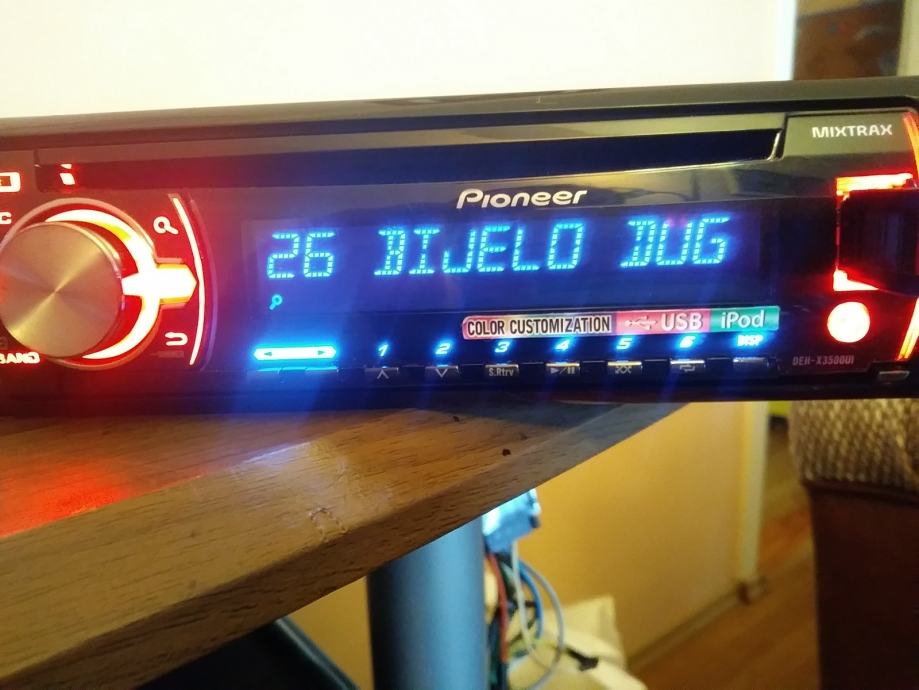 MIXTRAX
Pioneer
26 BIJELO DUG
COLOR CUSTOMIZATION USB iPod
1 2 3 4 5 6 DISP
S.Rtrv
BAND
DEH-X3500UI